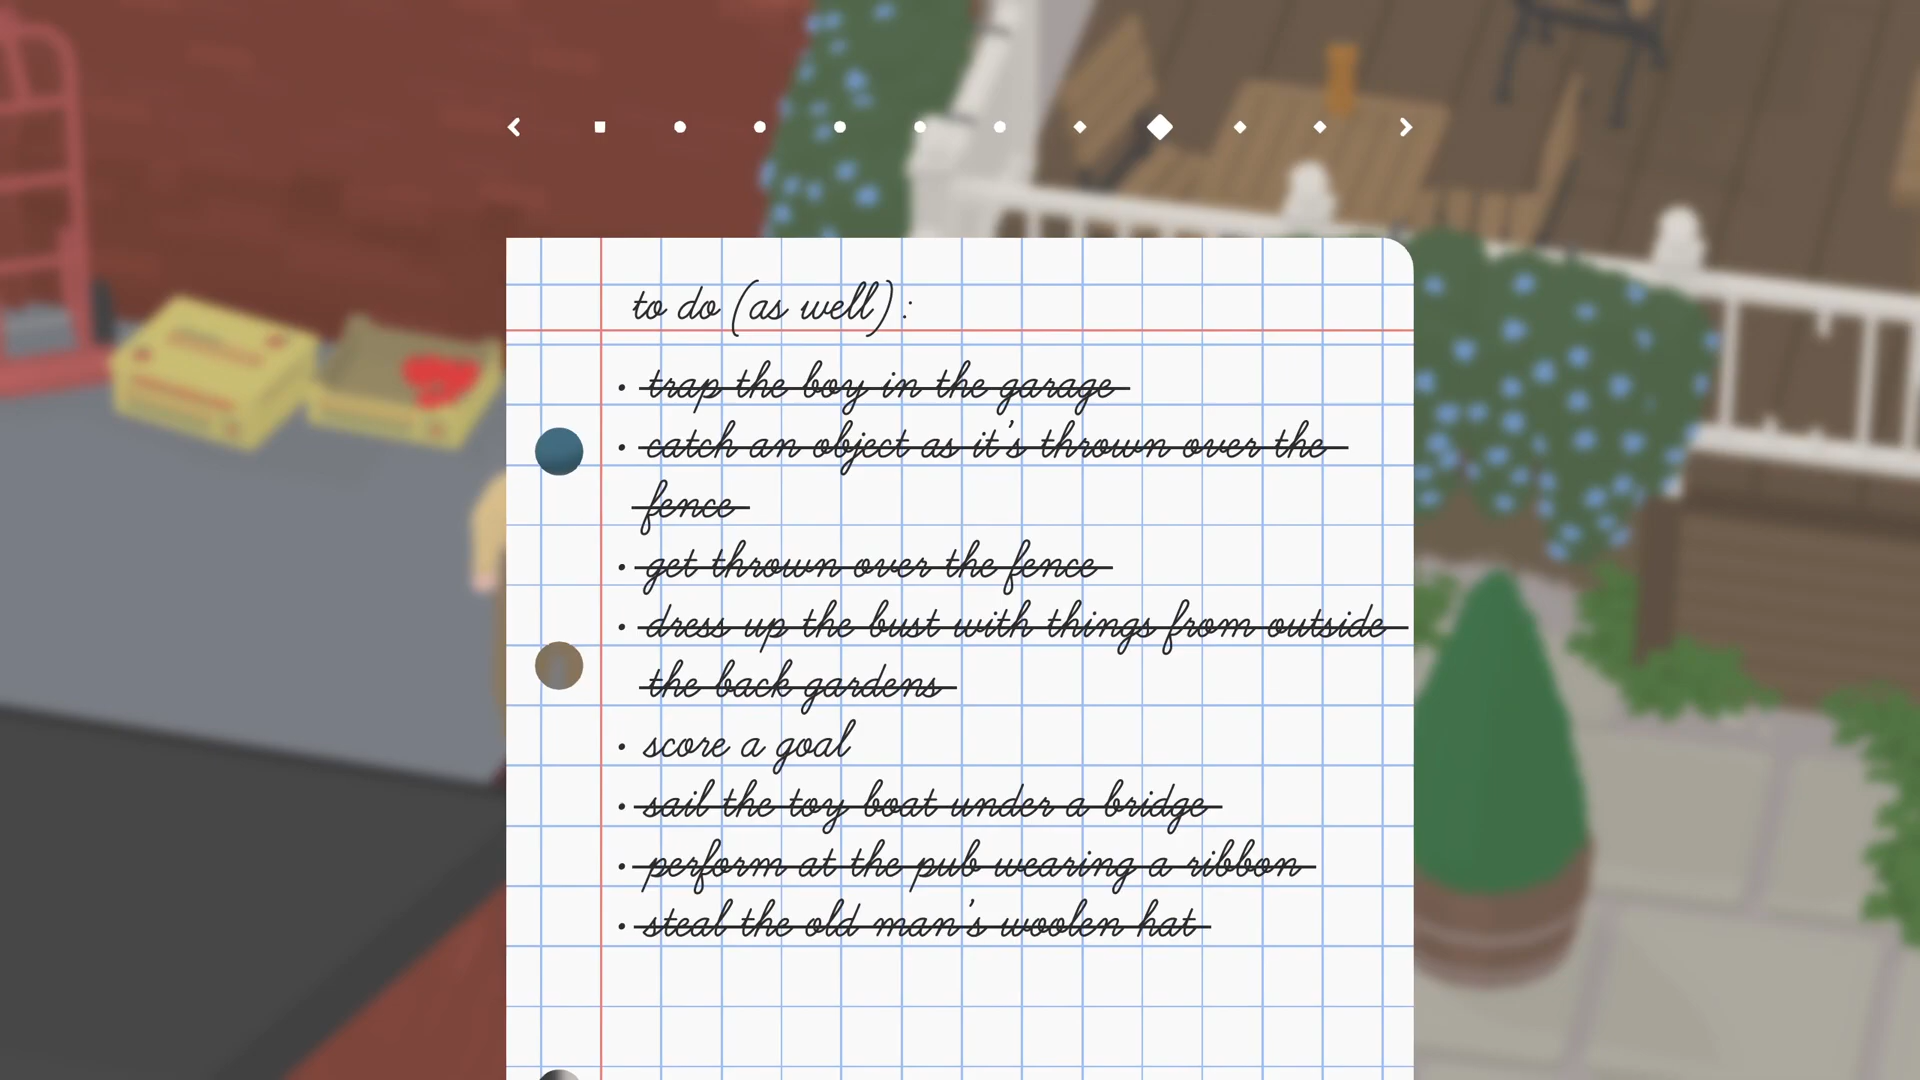 to do (as well):
• trap the boy in the garage
• catch an object as it's thrown over the
fence
• get thrown over the fence
• dress up the bust with things from outside
the back gardens
• score a goal
• sail the toy boat under a bridge
• perform at the pub wearing a ribbon
• steal the old man's woolen hat